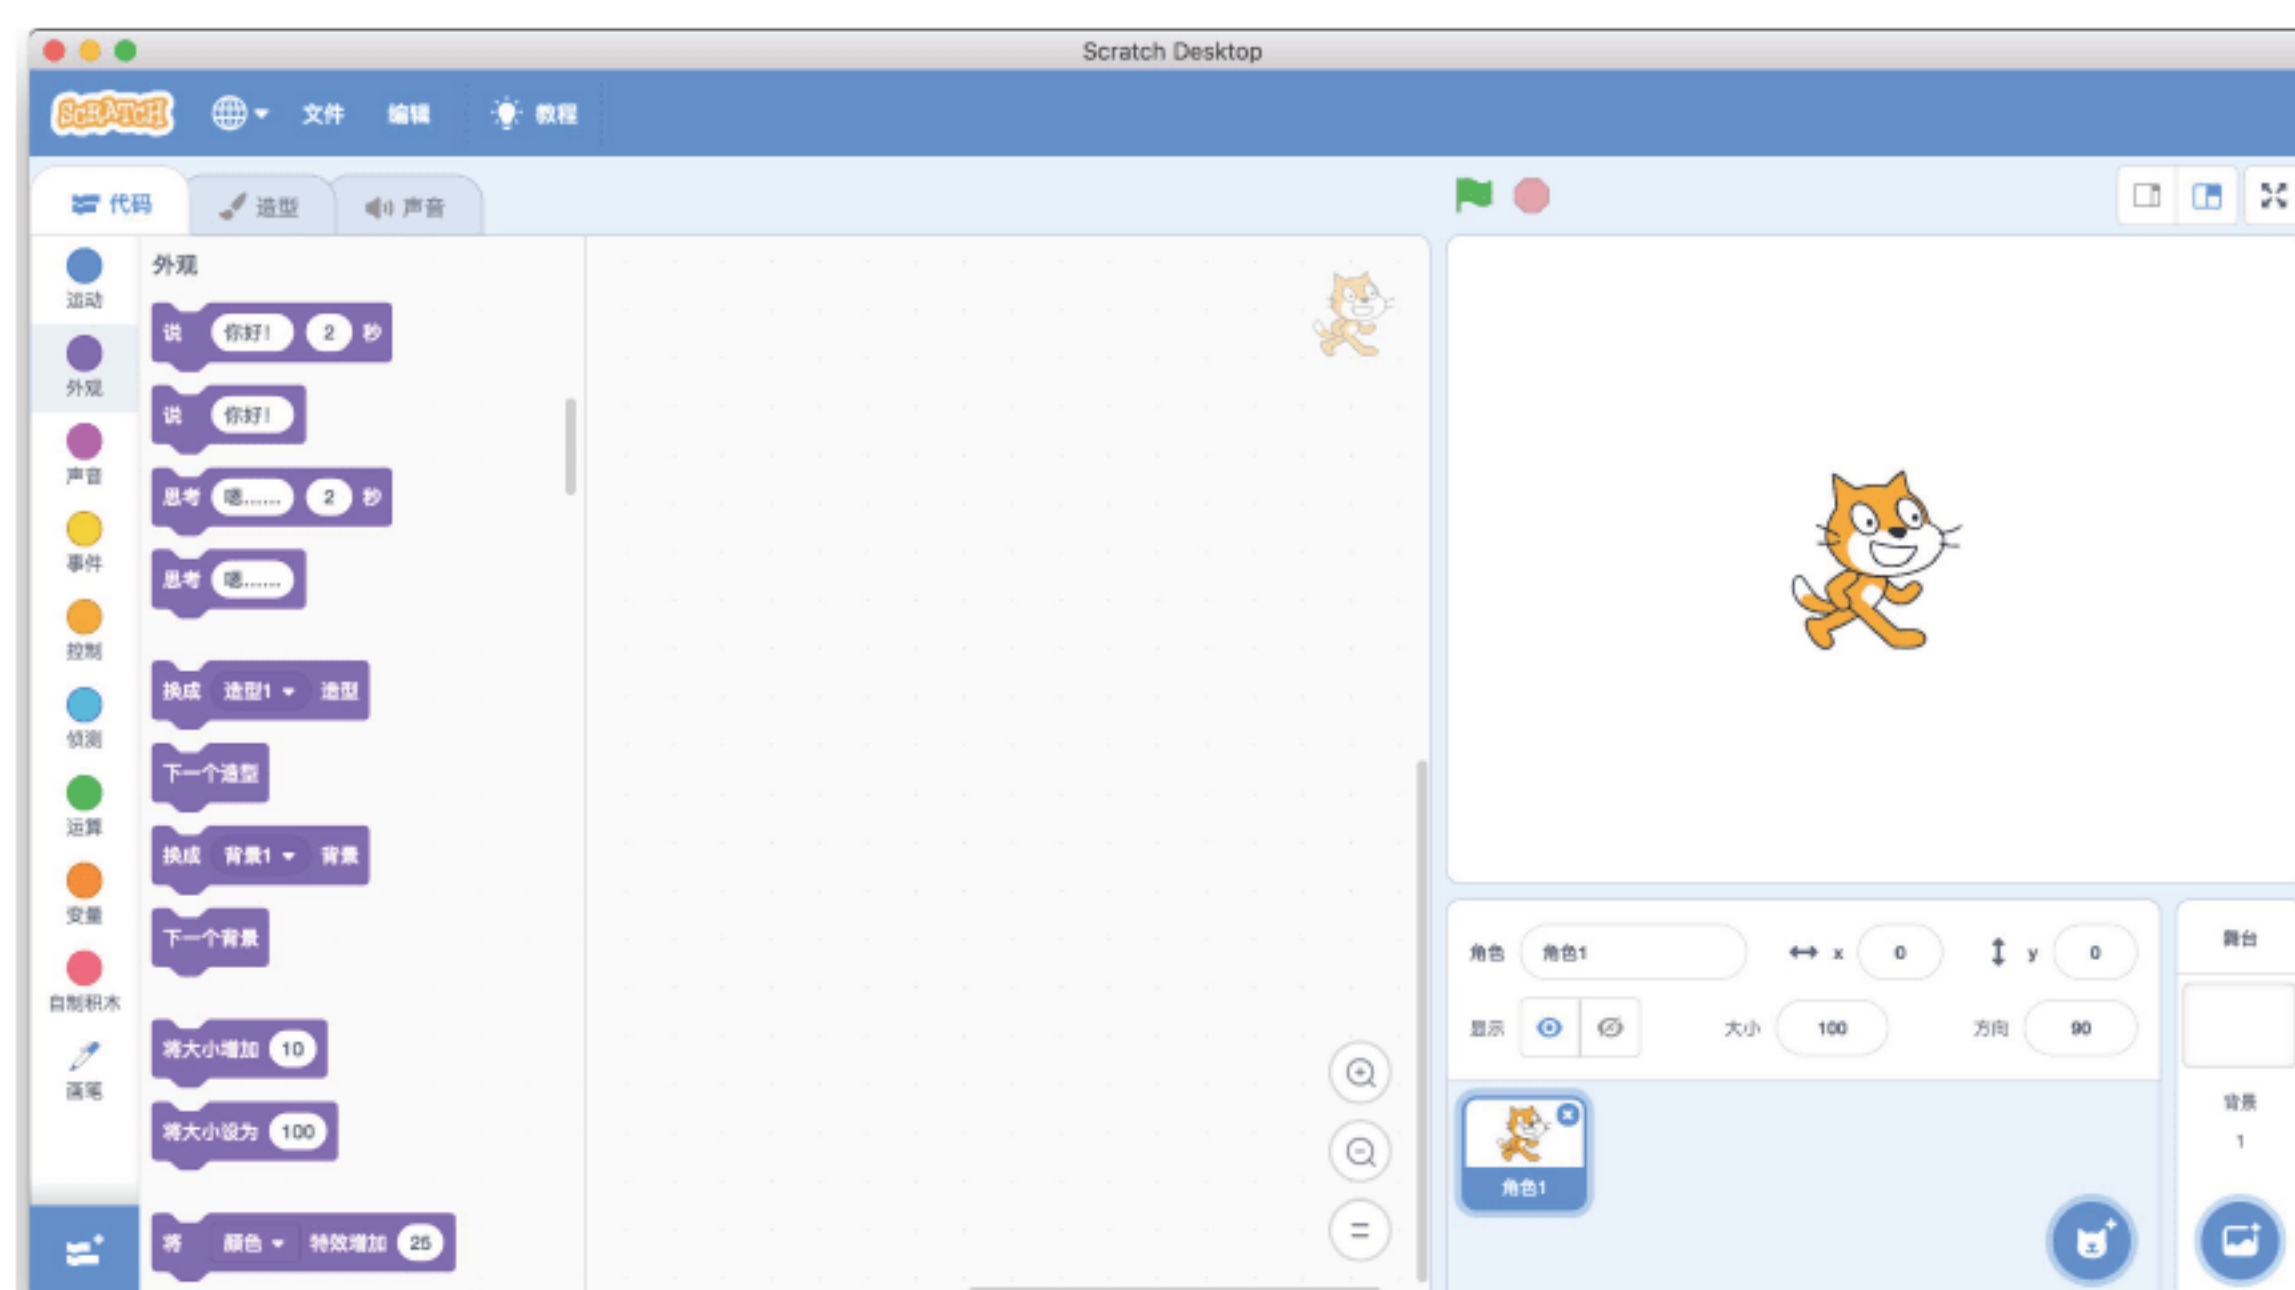 Scratch Desktop
SCRATCH 文件 编辑 教程
代码 造型 声音
运动
外观
声音
事件
控制
侦测
运算
变量
自制积木
画笔
外观
说 你好! 2 秒
说 你好!
思考 嗯...... 2 秒
思考 嗯......
换成 造型1 造型
下一个造型
换成 背景1 背景
下一个背景
将大小增加 10
将大小设为 100
将 颜色 特效增加 25
角色 角色1 x 0 y 0
显示 大小 100 方向 90
角色1
舞台
背景
1